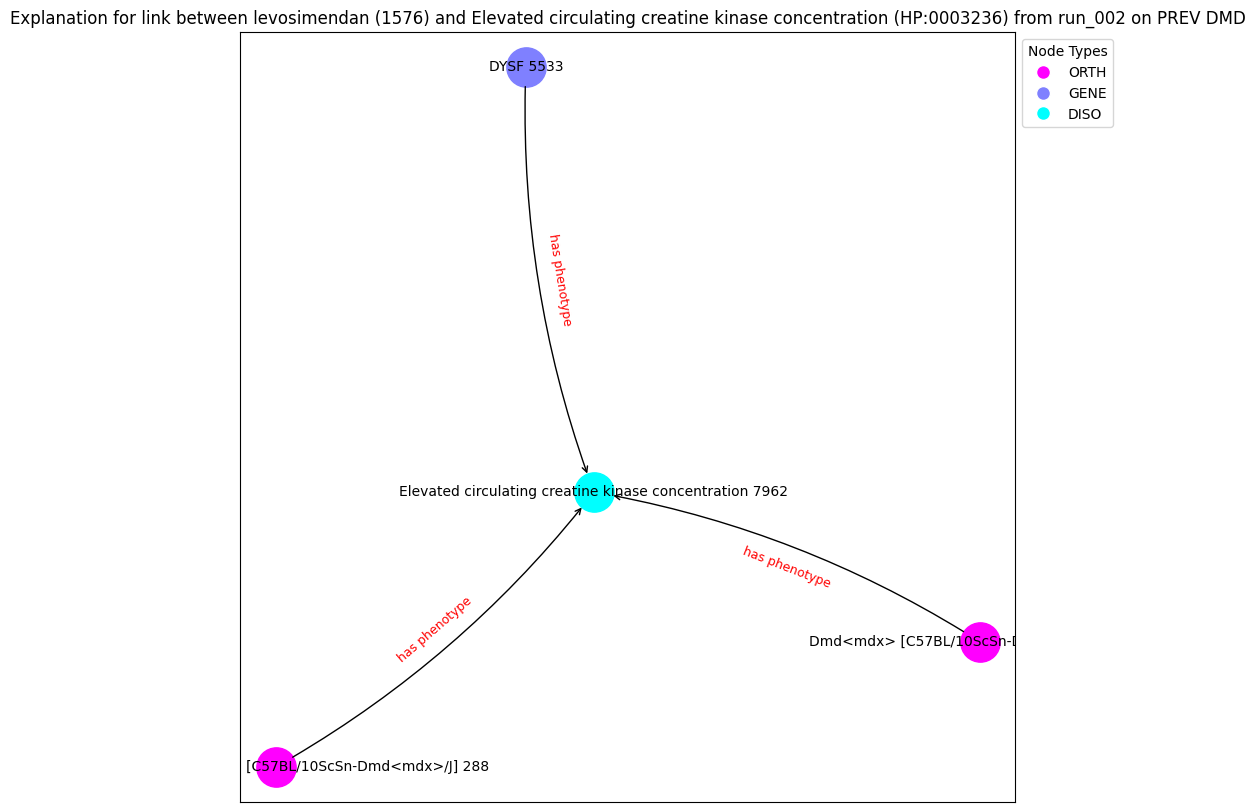 Explanation for link between levosimendan (1576) and Elevated circulating creatine kinase concentration (HP:0003236) from run_002 on PREV DMD
Node Types
ORTH
GENE
DISO
DYSF 5533
has phenotype
Elevated circulating creatine kinase concentration 7962
has phenotype
has phenotype
Dmd<mdx> [C57BL/10ScSn-D
[C57BL/10ScSn-Dmd<mdx>/J] 288